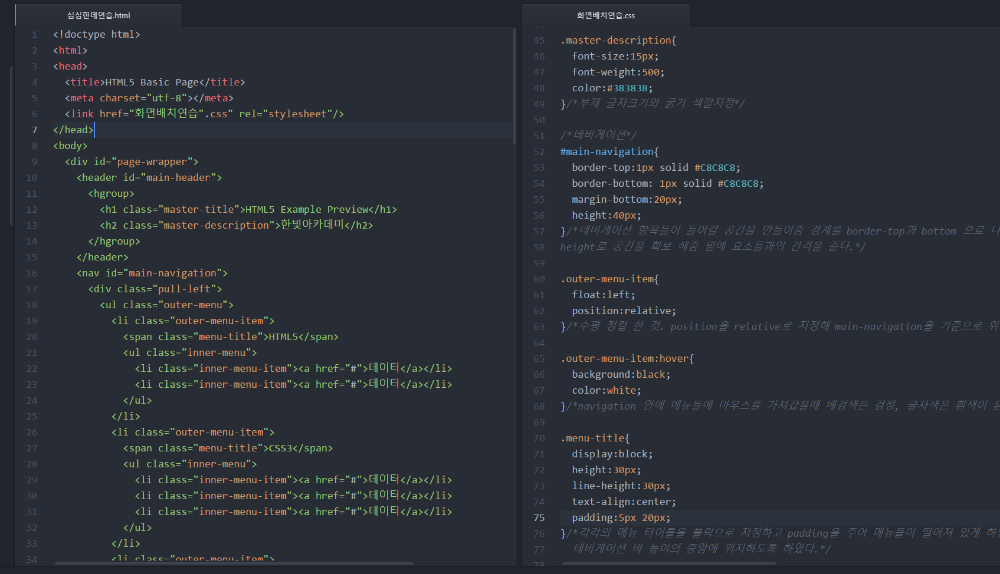 심심한데연습.html
1 <!doctype html>
2 <html>
3 <head>
4 <title>HTML5 Basic Page</title>
5 <meta charset="utf-8"></meta>
6 <link href="화면배치연습".css" rel="stylesheet"/>
7 </head>
8 <body>
9 <div id="page-wrapper">
10 <header id="main-header">
11 <hgroup>
12 <h1 class="master-title">HTML5 Example Preview</h1>
13 <h2 class="master-description">한빛아카데미</h2>
14 </hgroup>
15 </header>
16 <nav id="main-navigation">
17 <div class="pull-left">
18 <ul class="outer-menu">
19 <li class="outer-menu-item">
20 <span class="menu-title">HTML5</span>
21 <ul class="inner-menu">
22 <li class="inner-menu-item"><a href="#">데이터</a></li>
23 <li class="inner-menu-item"><a href="#">데이터</a></li>
24 </ul>
25 </li>
26 <li class="outer-menu-item">
27 <span class="menu-title">CSS3</span>
28 <ul class="inner-menu">
29 <li class="inner-menu-item"><a href="#">데이터</a></li>
30 <li class="inner-menu-item"><a href="#">데이터</a></li>
31 <li class="inner-menu-item"><a href="#">데이터</a></li>
32 </ul>
33 </li>
34 <li class="outer-menu-item">
화면배치연습.css
45 .master-description{
46 font-size:15px;
47 font-weight:500;
48 color:#383838;
49 }/*부제 글자크기와 굵기 색깔지정*/
50
51 /*네비게이션*/
52 #main-navigation{
53 border-top:1px solid #C8C8C8;
54 border-bottom: 1px solid #C8C8C8;
55 margin-bottom:20px;
56 height:40px;
57 }/*네비게이션 항목들이 들어갈 공간을 만들어줌 경계를 border-top과 bottom 으로 나
58 height로 공간을 확보 해줌 밑에 요소들과의 간격을 준다.*/
59
60 .outer-menu-item{
61 float:left;
62 position:relative;
63 }/*수평 정렬 한 것. position을 relative로 지정해 main-navigation을 기준으로 위
64
65 .outer-menu-item:hover{
66 background:black;
67 color:white;
68 }/*navigation 안에 메뉴들에 마우스를 가져갔을때 배경색은 검정, 글자색은 흰색이
69
70 .menu-title{
71 display:block;
72 height:30px;
73 line-height:30px;
74 text-align:center;
75 padding:5px 20px;
76 }/*각각의 메뉴 타이틀을 블럭으로 지정하고 padding을 주어 메뉴들이 떨어져 있게
77 네비게이션 바 높이의 중앙에 위치하도록 하였다.*/
78